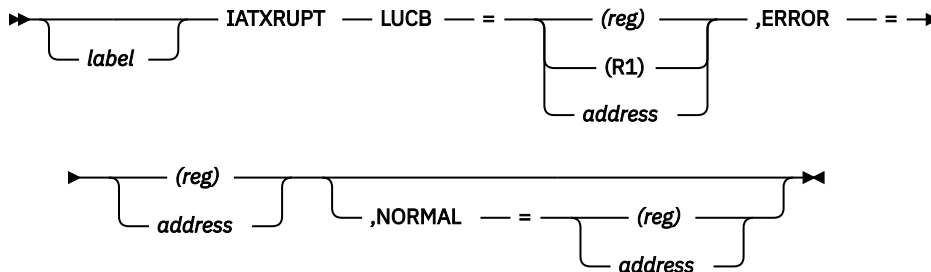 IATXRUPT LUCB = (reg) ,ERROR =
label (R1)
address
(reg)
address ,NORMAL = (reg)
address